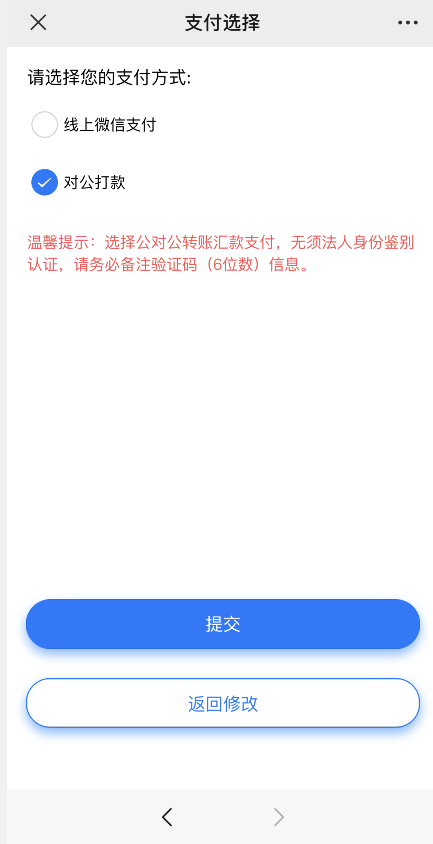 支付选择
请选择您的支付方式:
线上微信支付
对公打款
温馨提示：选择公对公转账汇款支付，无须法人身份鉴别
认证，请务必备注验证码（6位数）信息。
提交
返回修改